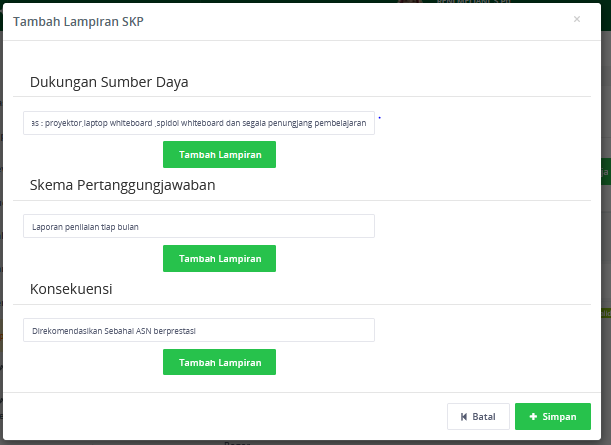 Tambah Lampiran SKP
×
Dukungan Sumber Daya
as : proyektor,laptop whiteboard ,spidol whiteboard dan segala penungjang pembelajaran
*
Tambah Lampiran
Skema Pertanggungjawaban
Laporan penilaian tiap bulan
Tambah Lampiran
Konsekuensi
Direkomendasikan Sebahai ASN berprestasi
Tambah Lampiran
Batal
Simpan